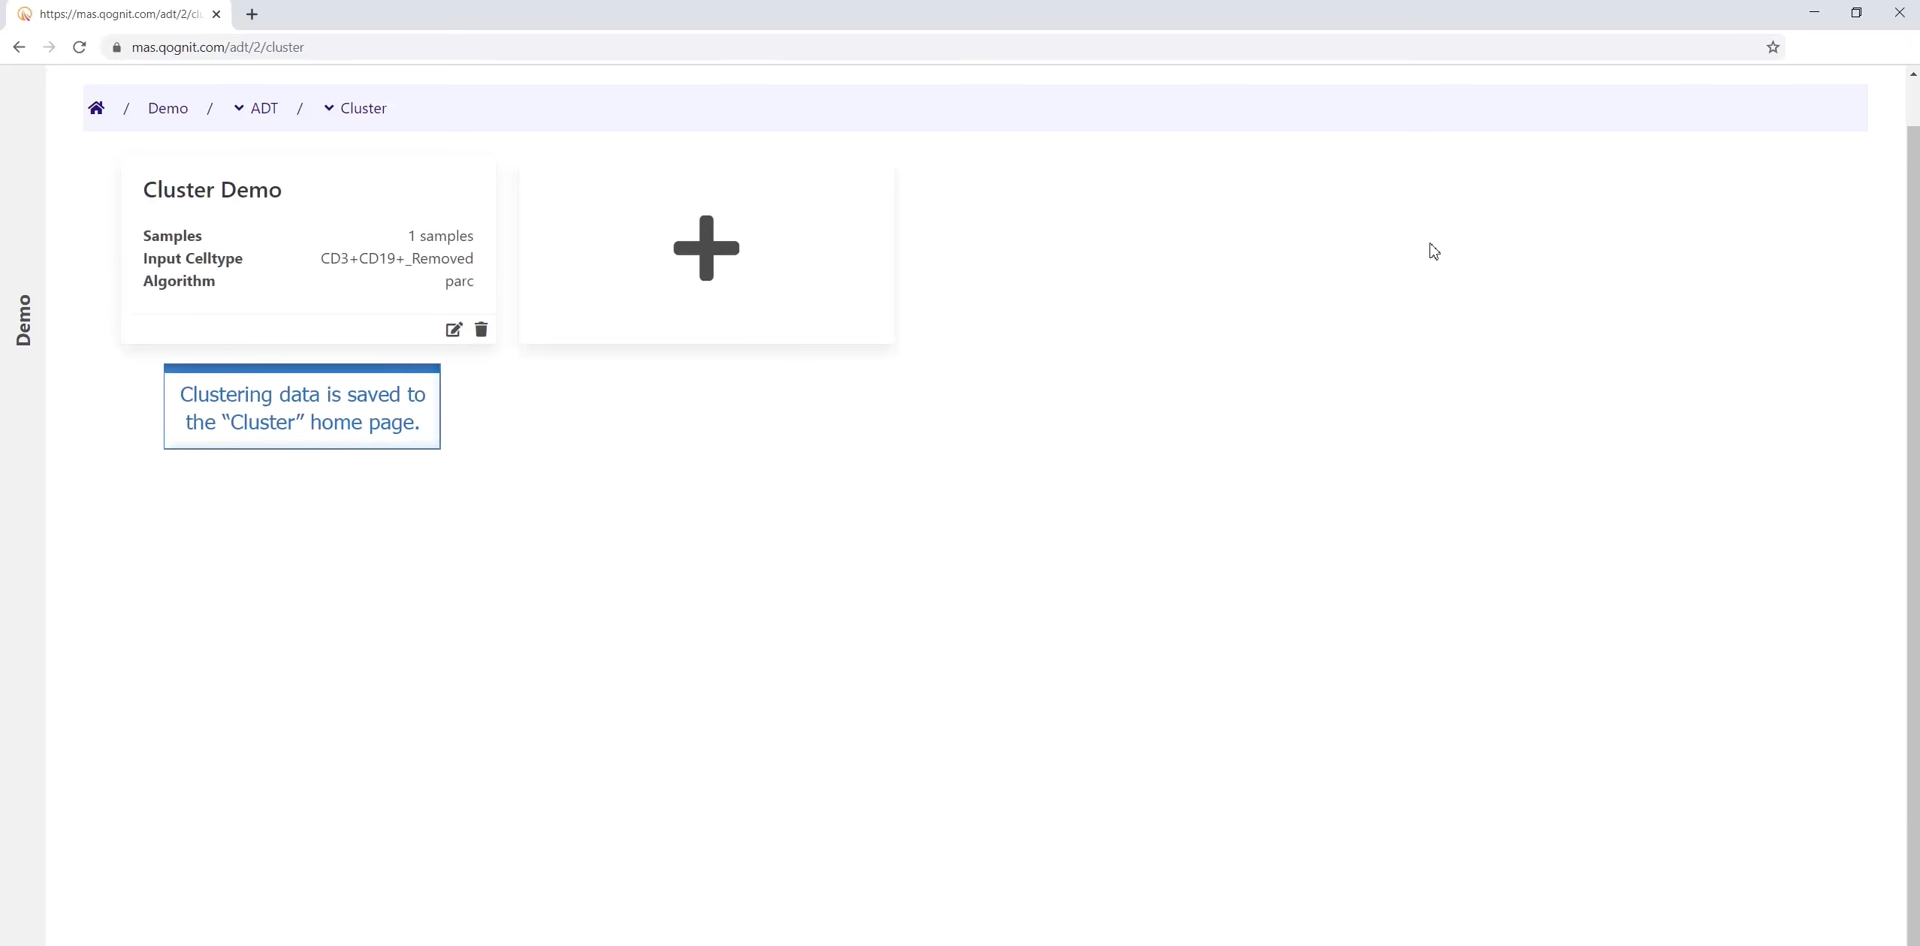 https://mas.qognit.com/adt/2/cl
mas.qognit.com/adt/2/cluster
/ Demo / ADT / Cluster
Cluster Demo
Samples 1 samples
Input Celltype CD3+CD19+_Removed
Algorithm parc
Demo
Clustering data is saved to
the “Cluster” home page.